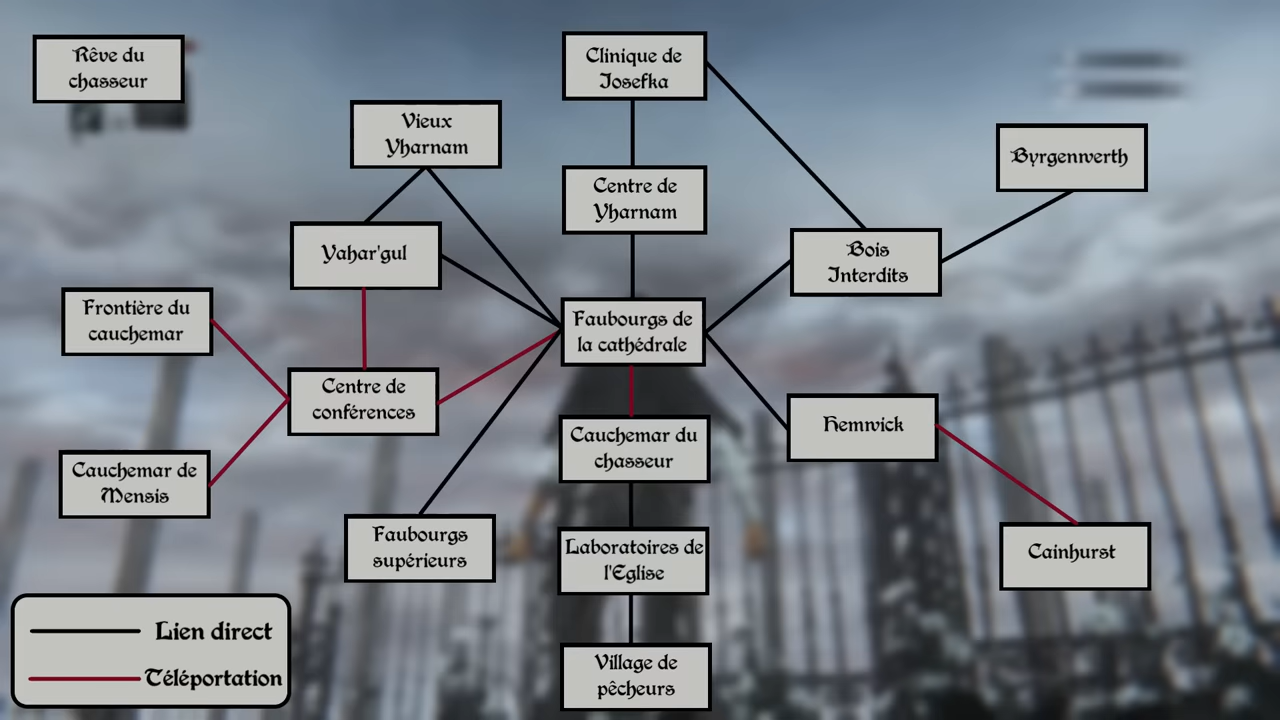 Rêve du
chasseur
Clinique de
Iosefka
Vieux
Yharnam
Byrgenwerth
Centre de
Yharnam
Yahar'gul
Bois
Interdits
Frontière du
cauchemar
Faubourgs de
la cathédrale
Centre de
conférences
Hemwick
Cauchemar du
chasseur
Cauchemar de
Mensis
Faubourgs
supérieurs
Laboratoires de
l'Eglise
Cainhurst
Village de
pêcheurs
Lien direct
Téléportation